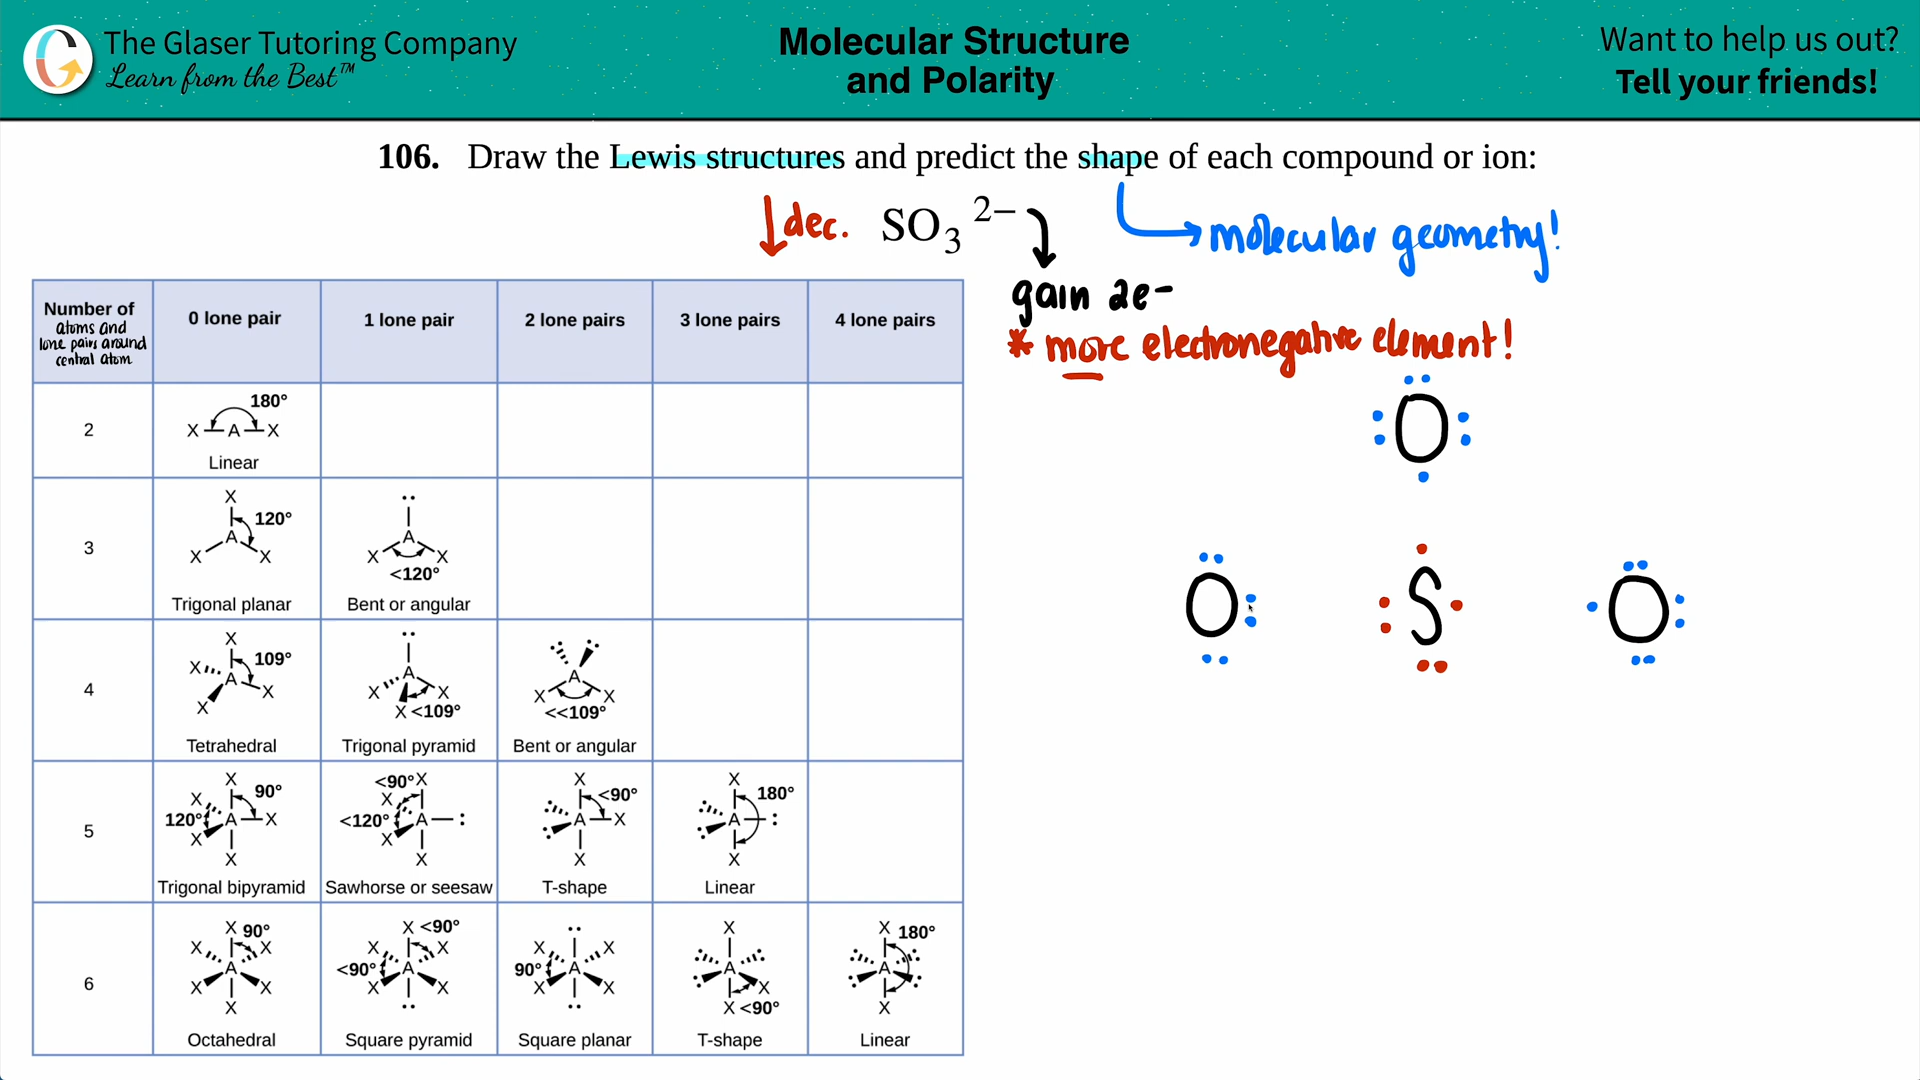 The Glaser Tutoring Company
Learn from the Best™
Molecular Structure
and Polarity
Want to help us out?
Tell your friends!
106. Draw the Lewis structures and predict the shape of each compound or ion:
dec. SO3 2−
molecular geometry!
gain 2e-
* more electronegative element!
Number of
atoms and
lone pairs around
central atom
0 lone pair
1 lone pair
2 lone pairs
3 lone pairs
4 lone pairs
2
180°
X A X
Linear
3
X
120°
A
X X
Trigonal planar
A
X X
<120°
Bent or angular
4
X
109°
X
A
X
X
Tetrahedral
A
X X
X <109°
Trigonal pyramid
A
X X
<<109°
Bent or angular
5
X
X 90°
120° A X
X
X
Trigonal bipyramid
<90° X
X
<120° A :
X
X
Sawhorse or seesaw
X
<90°
A X
X
T-shape
X
180°
A :
X
Linear
6
X 90°
X X
A
X X
X
Octahedral
X <90°
X X
<90° A
X X
Square pyramid
X X
A
90°
X X
Square planar
X
A
X
X <90°
T-shape
X 180°
A
X
Linear
O
O S O